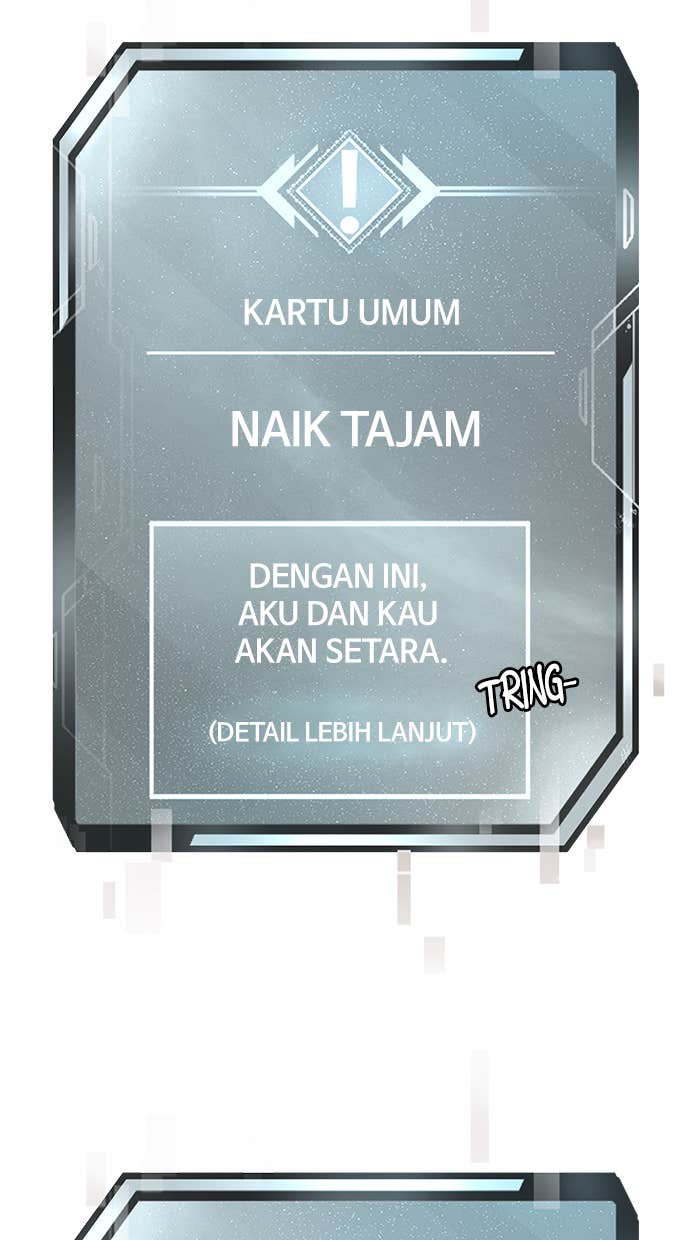 !
KARTU UMUM
NAIK TAJAM
DENGAN INI,
AKU DAN KAU
AKAN SETARA.
TRING-
(DETAIL LEBIH LANJUT)